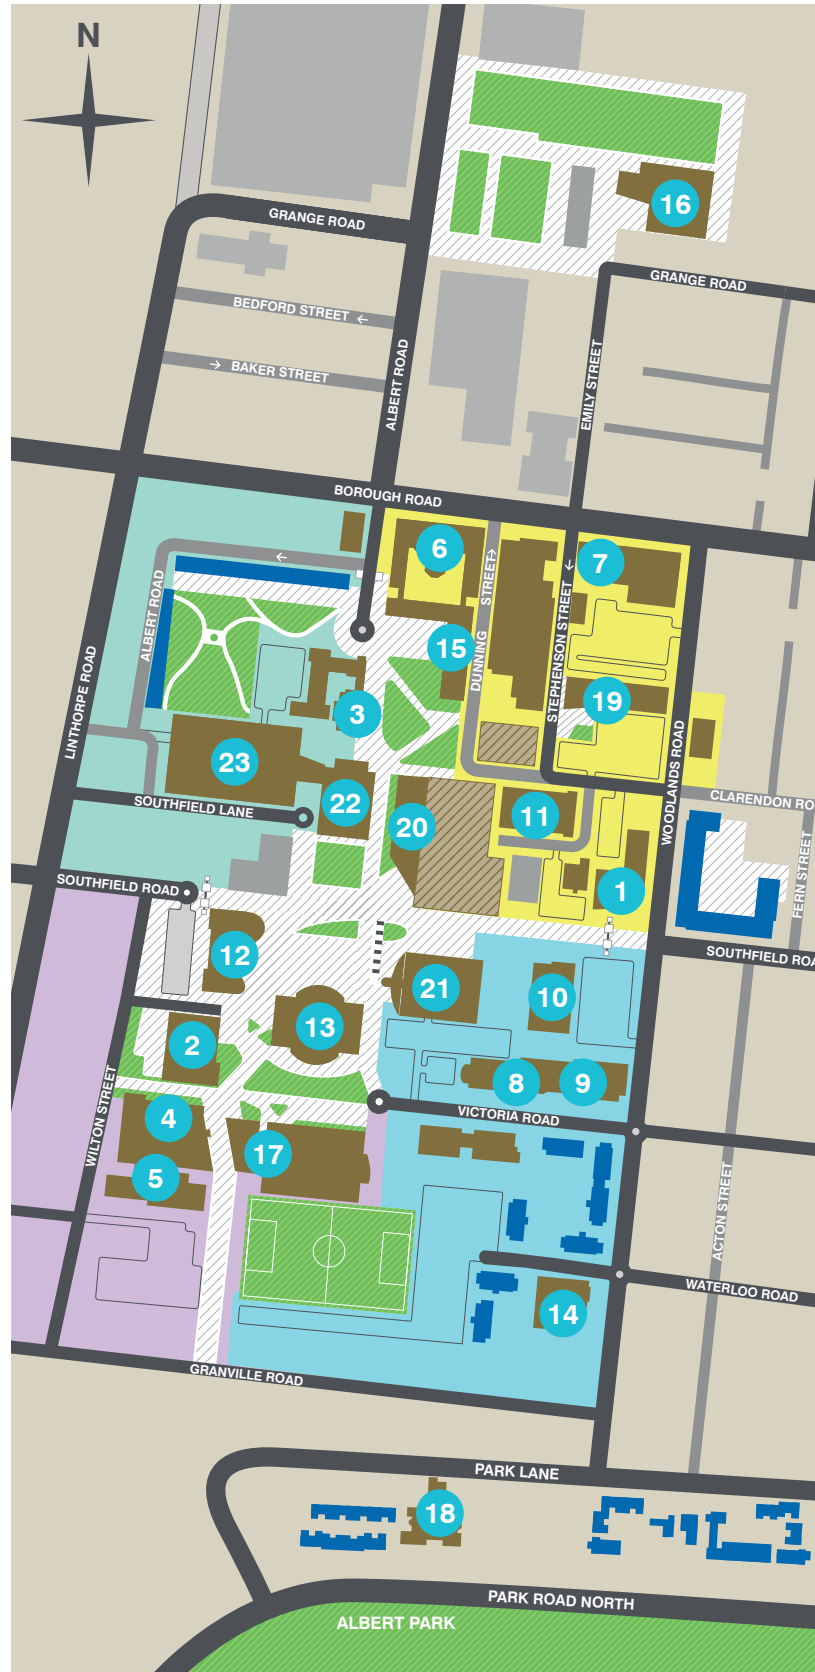 N
GRANGE ROAD
16
GRANGE ROAD
BEDFORD STREET
BAKER STREET
ALBERT ROAD
EMILY STREET
BOROUGH ROAD
6
7
ALBERT ROAD
DUNNING STREET
STEPHENSON STREET
15
LINTHORPE ROAD
19
3
WOODLANDS ROAD
23
22
SOUTHFIELD LANE
CLARENDON RO
11
20
FERN STREET
SOUTHFIELD ROAD
1
12
SOUTHFIELD ROA
21
10
13
2
8
9
WILTON STREET
VICTORIA ROAD
4
17
5
ACTON STREET
WATERLOO ROAD
14
GRANVILLE ROAD
PARK LANE
18
PARK ROAD NORTH
ALBERT PARK